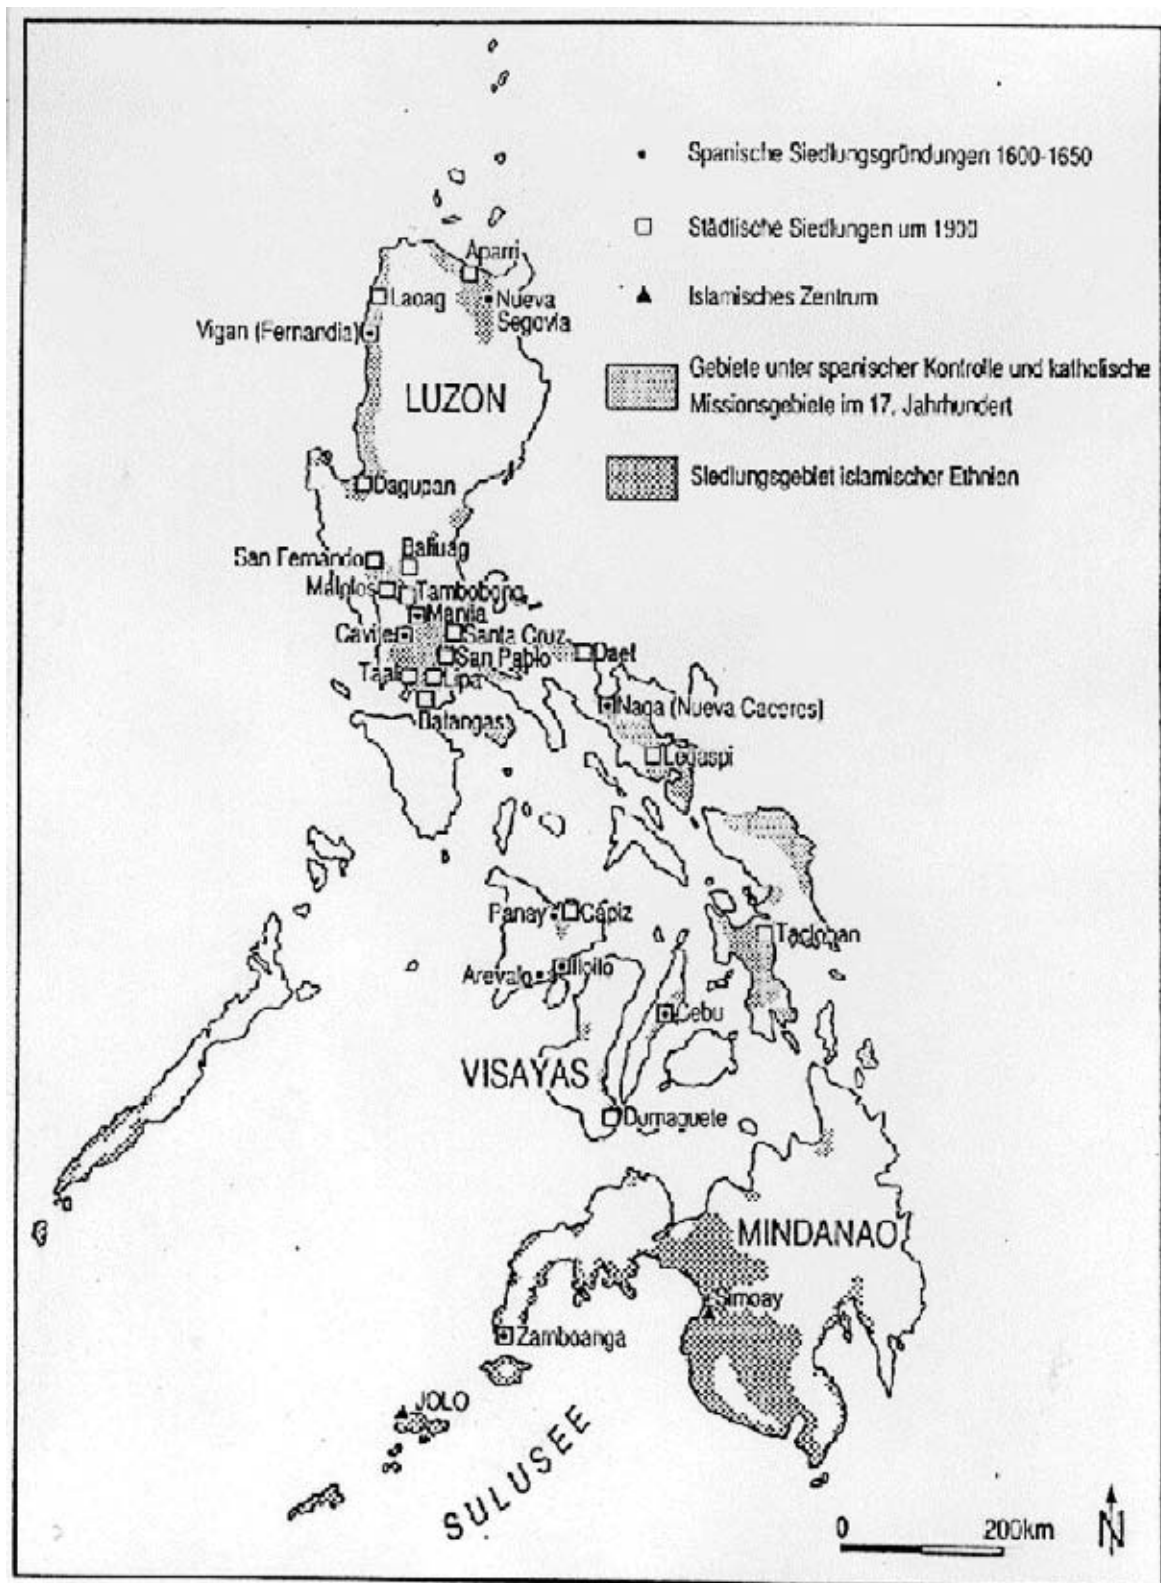 Spanische Siedlungsgründungen 1600-1650
Städtische Siedlungen um 1900
Islamisches Zentrum
Gebiete unter spanischer Kontrolle und katholische
Missionsgebiete im 17. Jahrhundert
Siedlungsgebiet islamischer Ethnien
Aparri
Laoag
Nueva
Segovia
Vigan (Fernandia)
LUZON
Dagupan
San Fernando
Baliuag
Malolos
Tambobong
Manila
Cavite
Santa Cruz
San Pablo
Daet
Taal
Lipa
Batangas
Naga (Nueva Caceres)
Legaspi
Panay
Capiz
Tacloban
Arevalo
Iloilo
Cebu
VISAYAS
Dumaguete
MINDANAO
Simoay
Zamboanga
JOLO
SULUSEE
0 200km
N